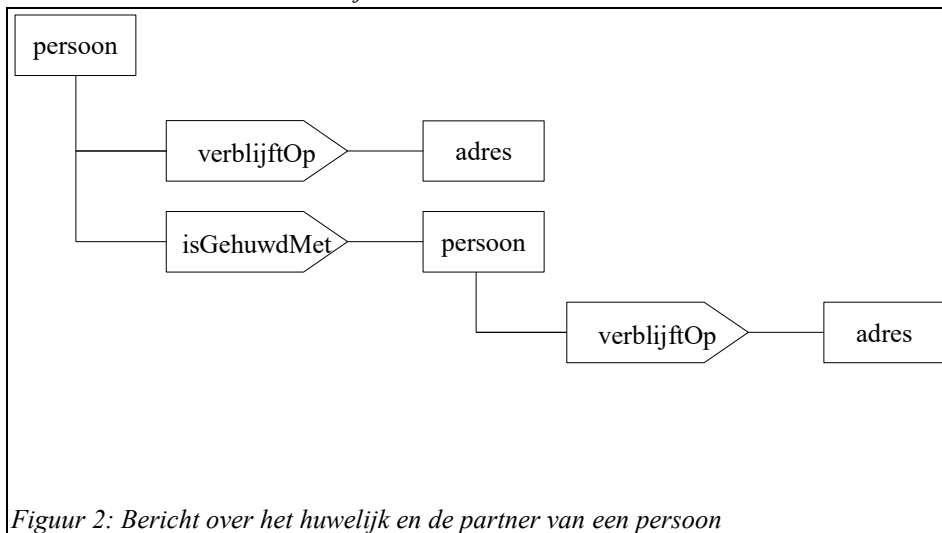 persoon
verblijftOp
adres
isGehuwdMet
persoon
verblijftOp
adres
Figuur 2: Bericht over het huwelijk en de partner van een persoon